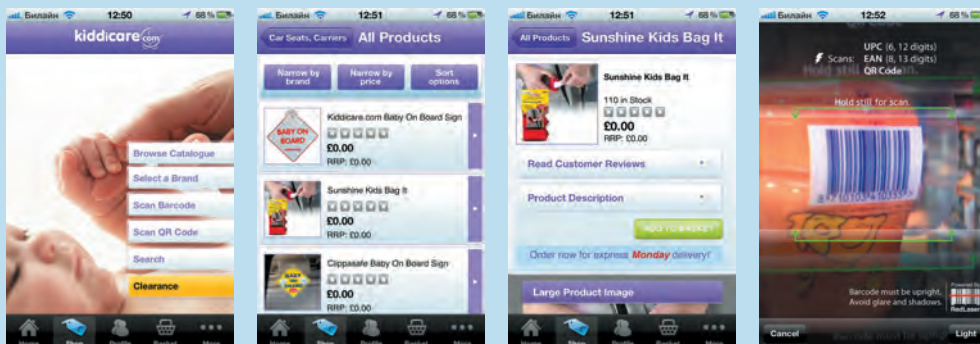 Билайн 12:50 68 %
kiddicare.com
Browse Catalogue
Select a Brand
Scan Barcode
Scan QR Code
Search
Clearance
Home Shop Profile Basket More
Билайн 12:51 68 %
Car Seats, Carriers All Products
Narrow by brand
Narrow by price
Sort options
Kiddicare.com Baby On Board Sign
BABY ON BOARD
£0.00
RRP: £0.00
Sunshine Kids Bag It
£0.00
RRP: £0.00
Clippasafe Baby On Board Sign
£0.00
RRP: £0.00
Home Shop Profile Basket More
Билайн 12:51 68 %
All Products Sunshine Kids Bag It
Sunshine Kids Bag It
110 in Stock
£0.00
RRP: £0.00
Read Customer Reviews
Product Description
ADD TO BASKET
Order now for express Monday delivery!
Large Product Image
Home Shop Profile Basket More
Билайн 12:52 68 %
UPC (6, 12 digits)
Scans: EAN (8, 13 digits)
QR Code
Hold still for scan.
Barcode must be upright.
Avoid glare and shadows.
RedLaser
Cancel Light